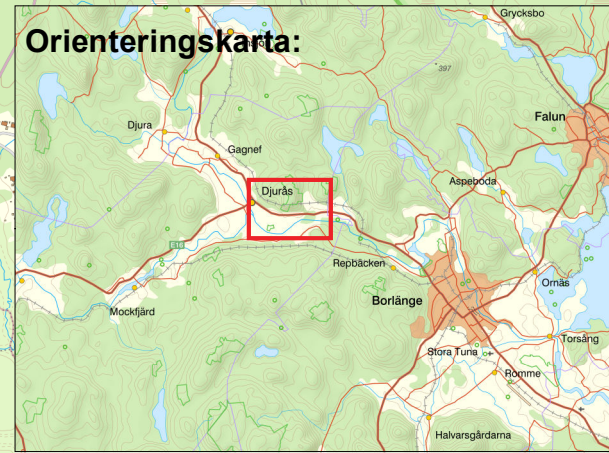 Grycksbo
Orienteringskarta:
397
Falun
Djura
Gagnef
Aspeboda
Djurås
E16
Repbäcken
Ornäs
Borlänge
Mockfjärd
Torsång
Stora Tuna
Romme
Halvarsgårdarna